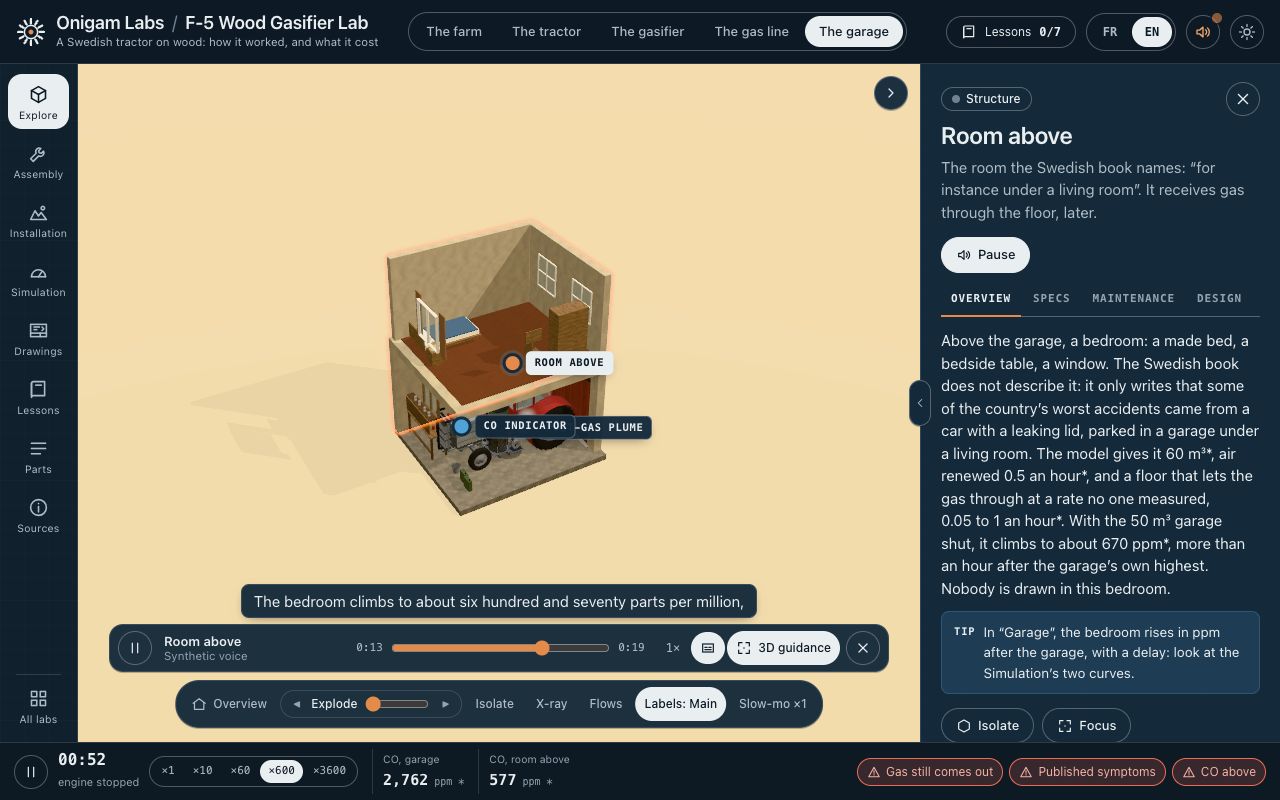 Onigam Labs / F-5 Wood Gasifier Lab
A Swedish tractor on wood: how it worked, and what it cost
The farm
The tractor
The gasifier
The gas line
The garage
Lessons 0/7
FR
EN
Explore
Assembly
Installation
Simulation
Drawings
Lessons
Parts
Sources
All labs
ROOM ABOVE
CO INDICATOR
-GAS PLUME
The bedroom climbs to about six hundred and seventy parts per million,
Room above
Synthetic voice
0:13
0:19
1×
3D guidance
Overview
◄ Explode ►
Isolate
X-ray
Flows
Labels: Main
Slow-mo ×1
Structure
Room above
The room the Swedish book names: “for
instance under a living room”. It receives gas
through the floor, later.
Pause
OVERVIEW
SPECS
MAINTENANCE
DESIGN
Above the garage, a bedroom: a made bed, a
bedside table, a window. The Swedish book
does not describe it: it only writes that some
of the country’s worst accidents came from a
car with a leaking lid, parked in a garage under
a living room. The model gives it 60 m³*, air
renewed 0.5 an hour*, and a floor that lets the
gas through at a rate no one measured,
0.05 to 1 an hour*. With the 50 m³ garage
shut, it climbs to about 670 ppm*, more than
an hour after the garage’s own highest.
Nobody is drawn in this bedroom.
TIP In “Garage”, the bedroom rises in ppm
after the garage, with a delay: look at the
Simulation’s two curves.
Isolate
Focus
00:52
engine stopped
×1
×10
×60
×600
×3600
CO, garage
2,762 ppm *
CO, room above
577 ppm *
Gas still comes out
Published symptoms
CO above